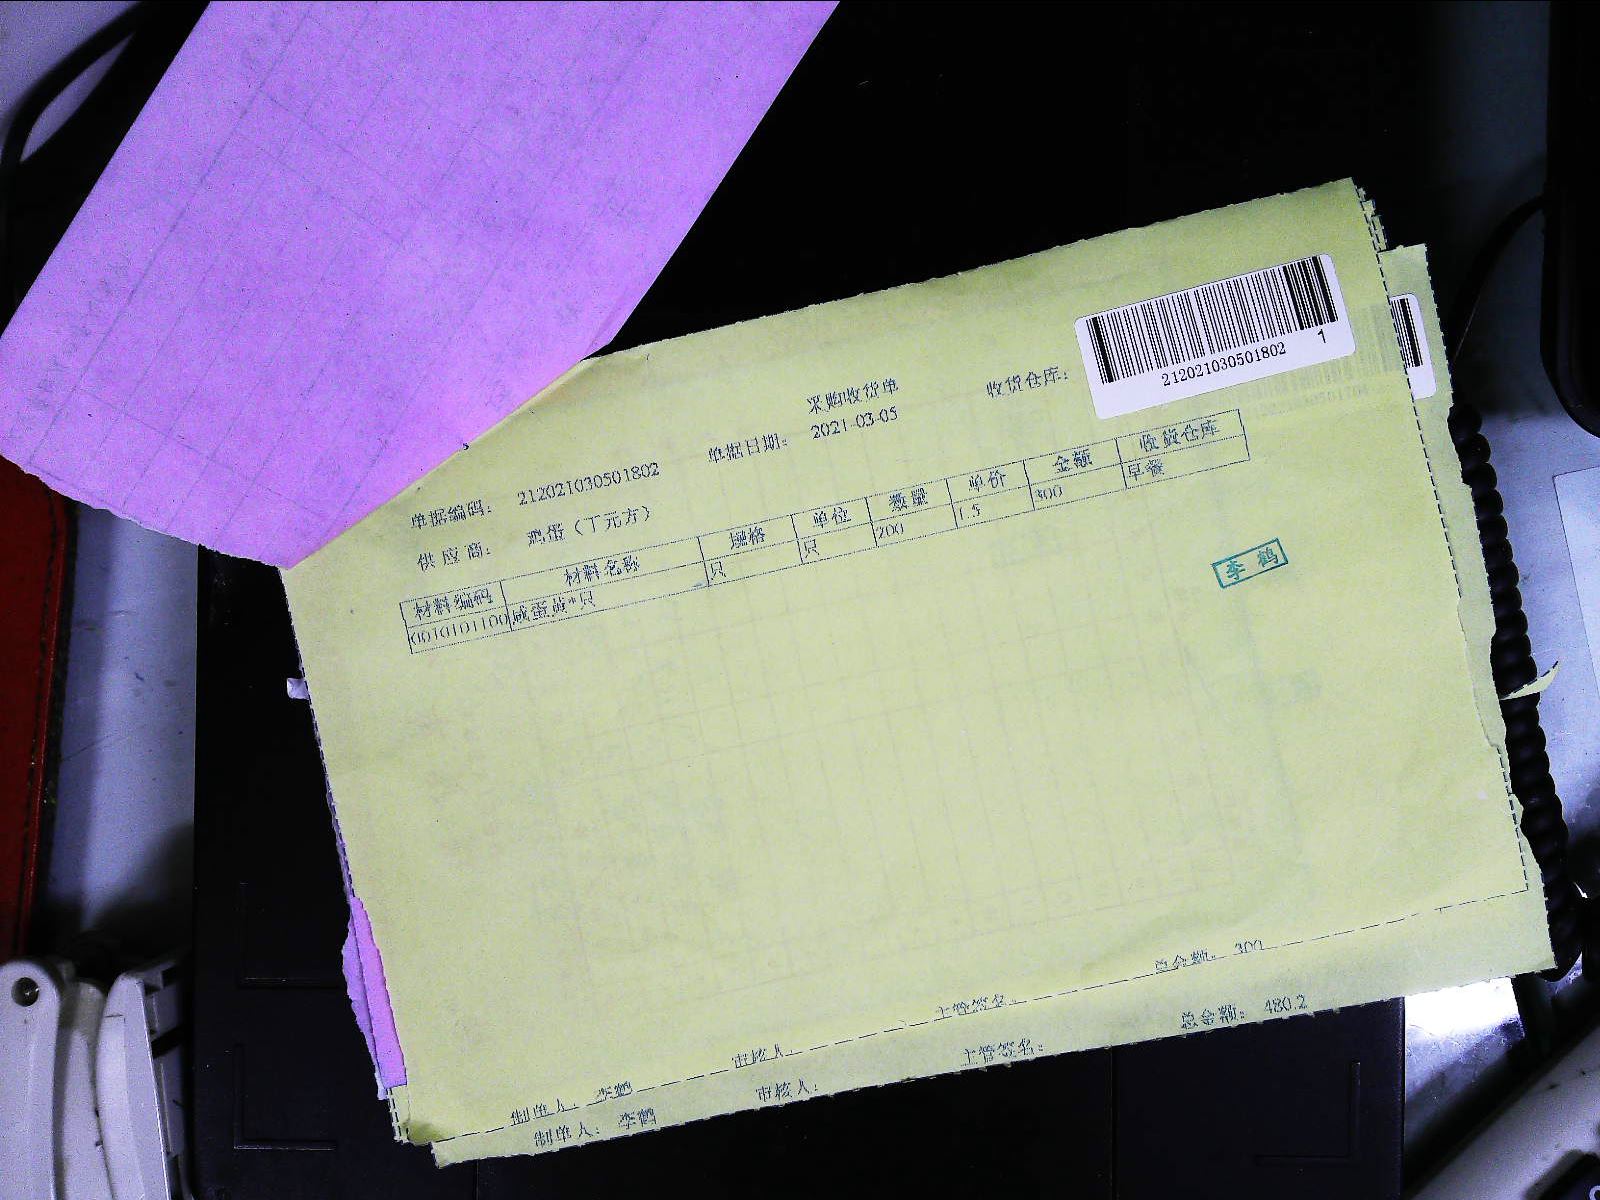 212021030501802 1
采购收货单
收货仓库：
单据编码： 212021030501802 单据日期： 2021-03-05
供应商： 鸡蛋（丁元方）
材料编码 材料名称 规格 单位 数量 单价 金额 收货仓库
0010101100 咸蛋黄*只 只 只 200 1.5 300 早餐
李鹤
制单人： 李鹤 审核人： 主管签名： 总金额： 300
制单人： 李鹤 审核人： 主管签名： 总金额： 480.2